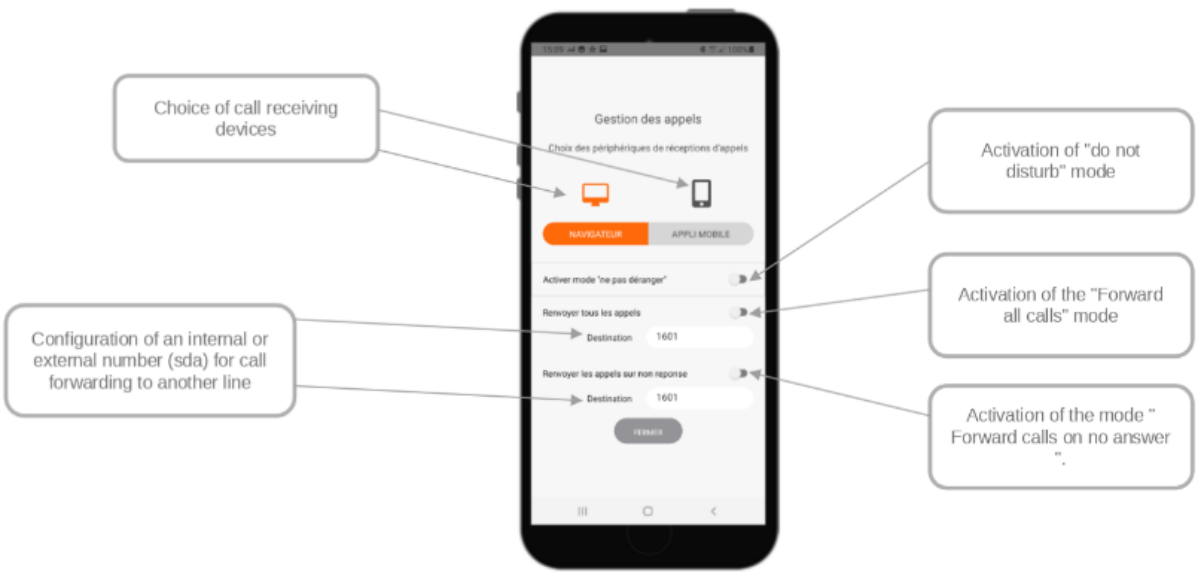 15:09
100%
Choice of call receiving
devices
Gestion des appels
Choix des périphériques de réceptions d'appels
NAVIGATEUR
APPLI MOBILE
Activation of "do not
disturb" mode
Activer mode "ne pas déranger"
Activation of the "Forward
all calls" mode
Renvoyer tous les appels
Destination
1601
Configuration of an internal or
external number (sda) for call
forwarding to another line
Renvoyer les appels sur non reponse
Destination
1601
Activation of the mode "
Forward calls on no answer
".
FERMER